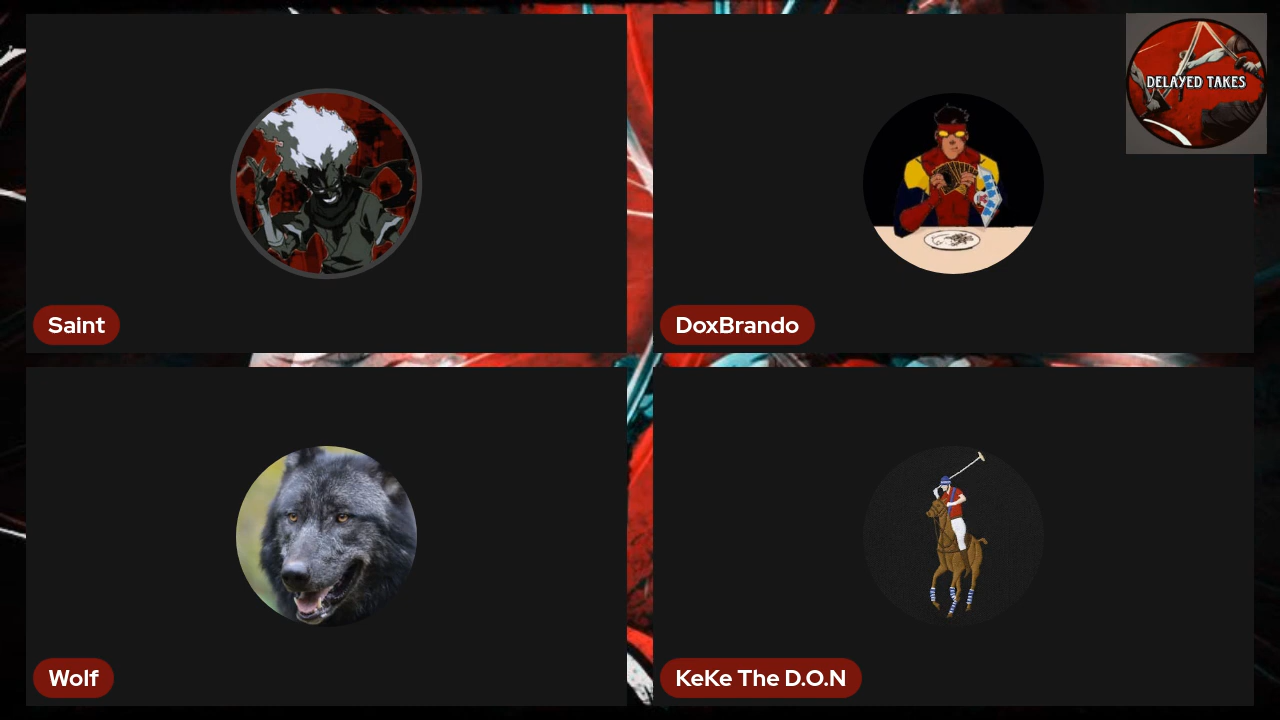 DELAYED TAKES
Saint
DoxBrando
Wolf
KeKe The D.O.N